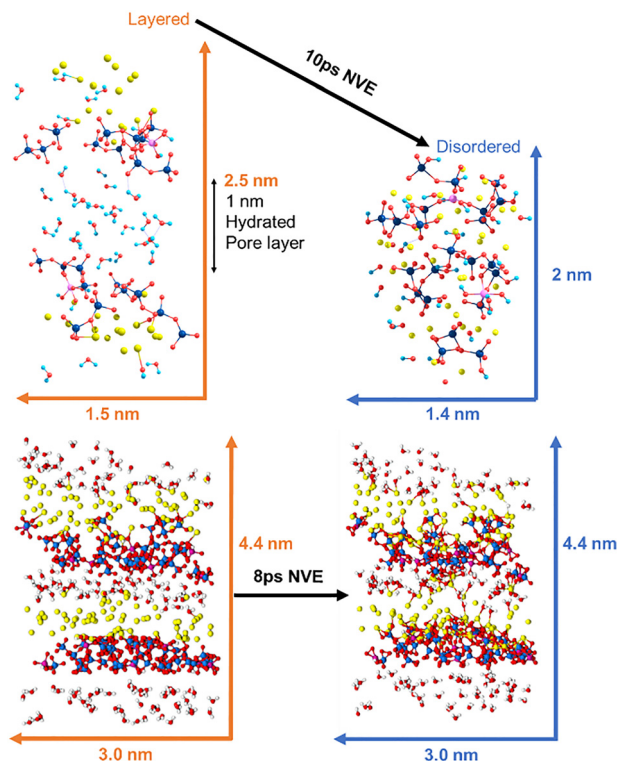 Layered
10ps NVE
Disordered
2.5 nm
1 nm
Hydrated
Pore layer
2 nm
1.5 nm
1.4 nm
4.4 nm
4.4 nm
8ps NVE
3.0 nm
3.0 nm